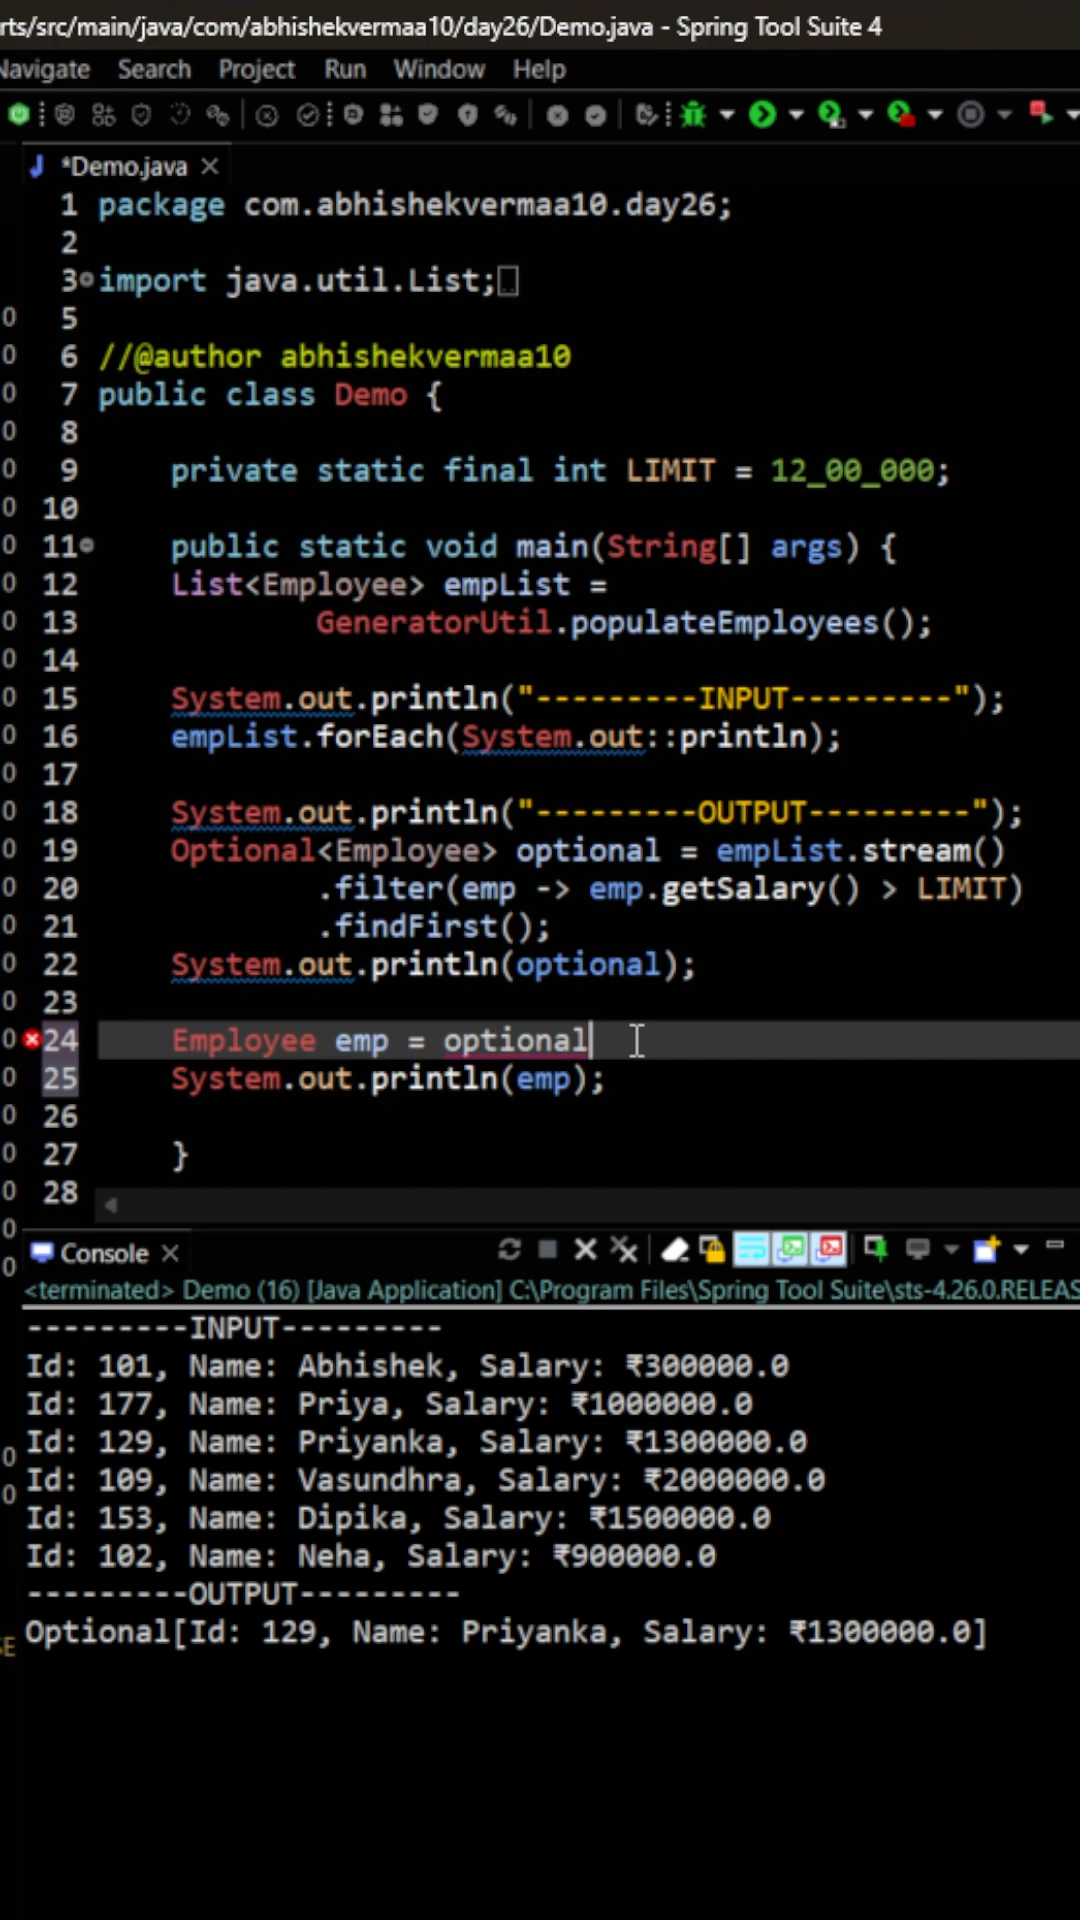 rts/src/main/java/com/abhishekvermaa10/day26/Demo.java - Spring Tool Suite 4
Navigate Search Project Run Window Help
*Demo.java
1 package com.abhishekvermaa10.day26;
2
3 import java.util.List;
5
6 //@author abhishekvermaa10
7 public class Demo {
8
9 private static final int LIMIT = 12_00_000;
10
11 public static void main(String[] args) {
12 List<Employee> empList =
13 GeneratorUtil.populateEmployees();
14
15 System.out.println("---------INPUT---------");
16 empList.forEach(System.out::println);
17
18 System.out.println("---------OUTPUT---------");
19 Optional<Employee> optional = empList.stream()
20 .filter(emp -> emp.getSalary() > LIMIT)
21 .findFirst();
22 System.out.println(optional);
23
24 Employee emp = optional
25 System.out.println(emp);
26
27 }
28
Console
<terminated> Demo (16) [Java Application] C:\Program Files\Spring Tool Suite\sts-4.26.0.RELEAS
---------INPUT---------
Id: 101, Name: Abhishek, Salary: ₹300000.0
Id: 177, Name: Priya, Salary: ₹1000000.0
Id: 129, Name: Priyanka, Salary: ₹1300000.0
Id: 109, Name: Vasundhra, Salary: ₹2000000.0
Id: 153, Name: Dipika, Salary: ₹1500000.0
Id: 102, Name: Neha, Salary: ₹900000.0
---------OUTPUT---------
Optional[Id: 129, Name: Priyanka, Salary: ₹1300000.0]